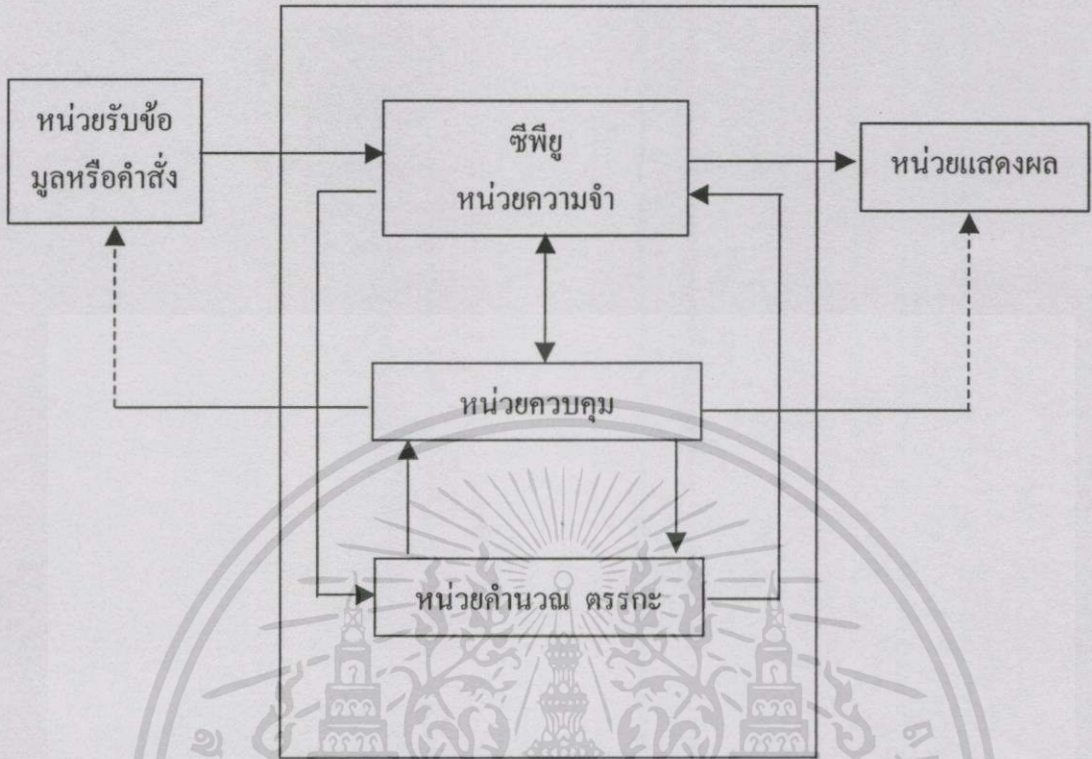 หน่วยรับข้อ
มูลหรือคำสั่ง
ซีพียู
หน่วยความจำ
หน่วยแสดงผล
หน่วยควบคุม
หน่วยคำนวณ ตรรกะ